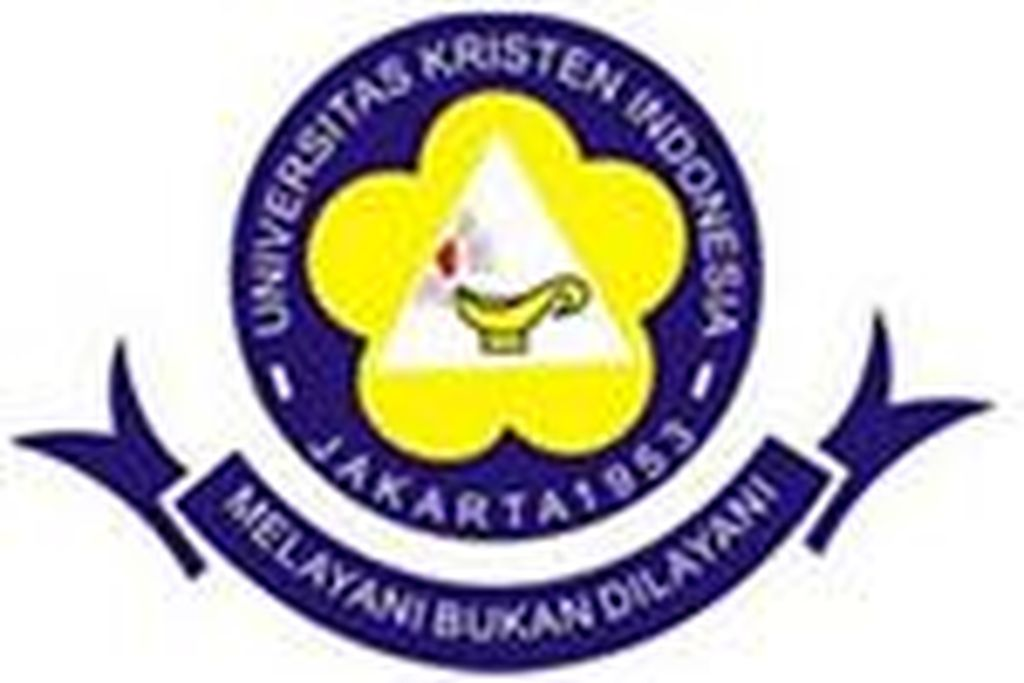 UNIVERSITAS KRISTEN INDONESIA
- JAKARTA 1953 -
MELAYANI BUKAN DILAYANI